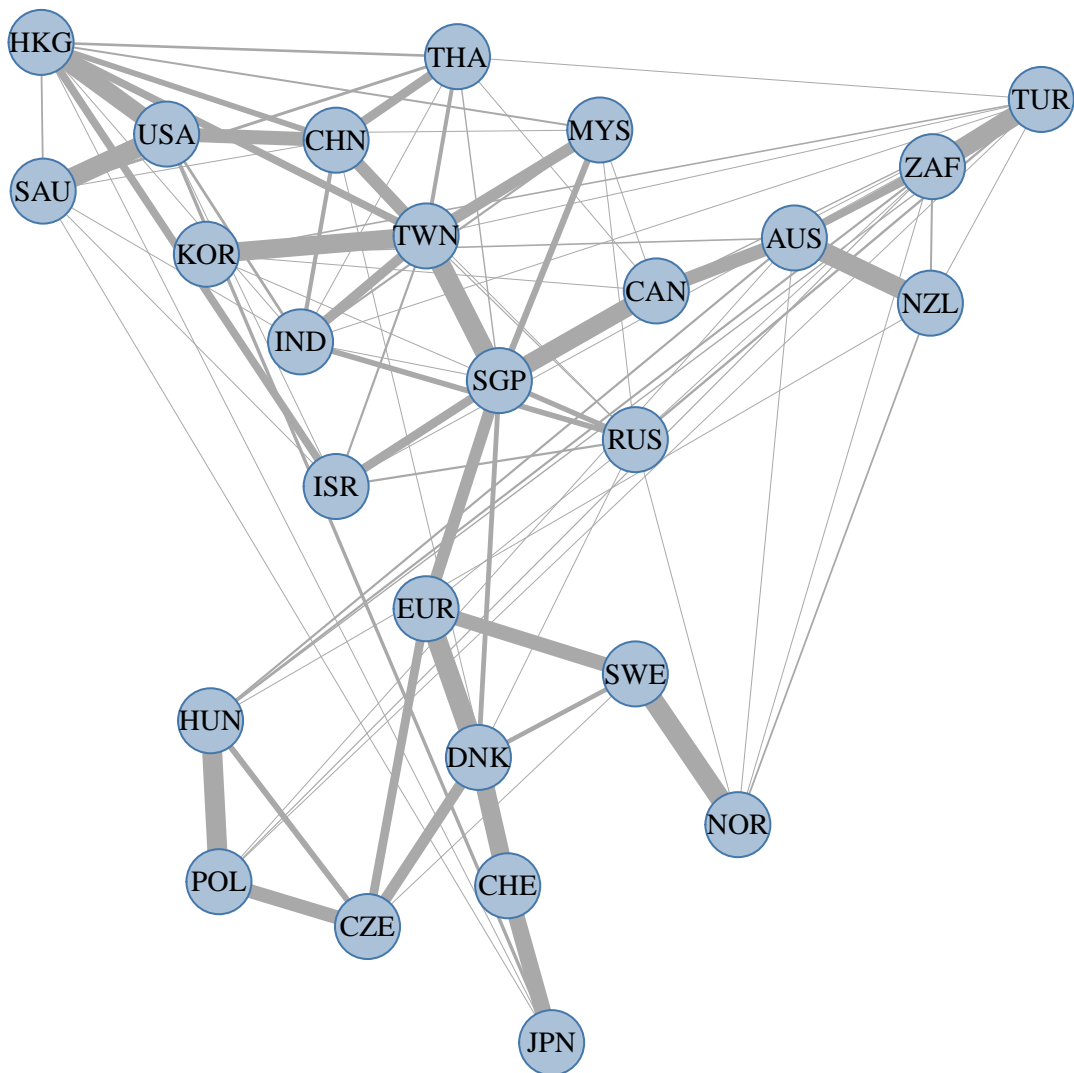 HKG
THA
TUR
USA
CHN
MYS
ZAF
SAU
KOR
TWN
AUS
CAN
NZL
IND
SGP
RUS
ISR
EUR
SWE
HUN
DNK
NOR
POL
CHE
CZE
JPN